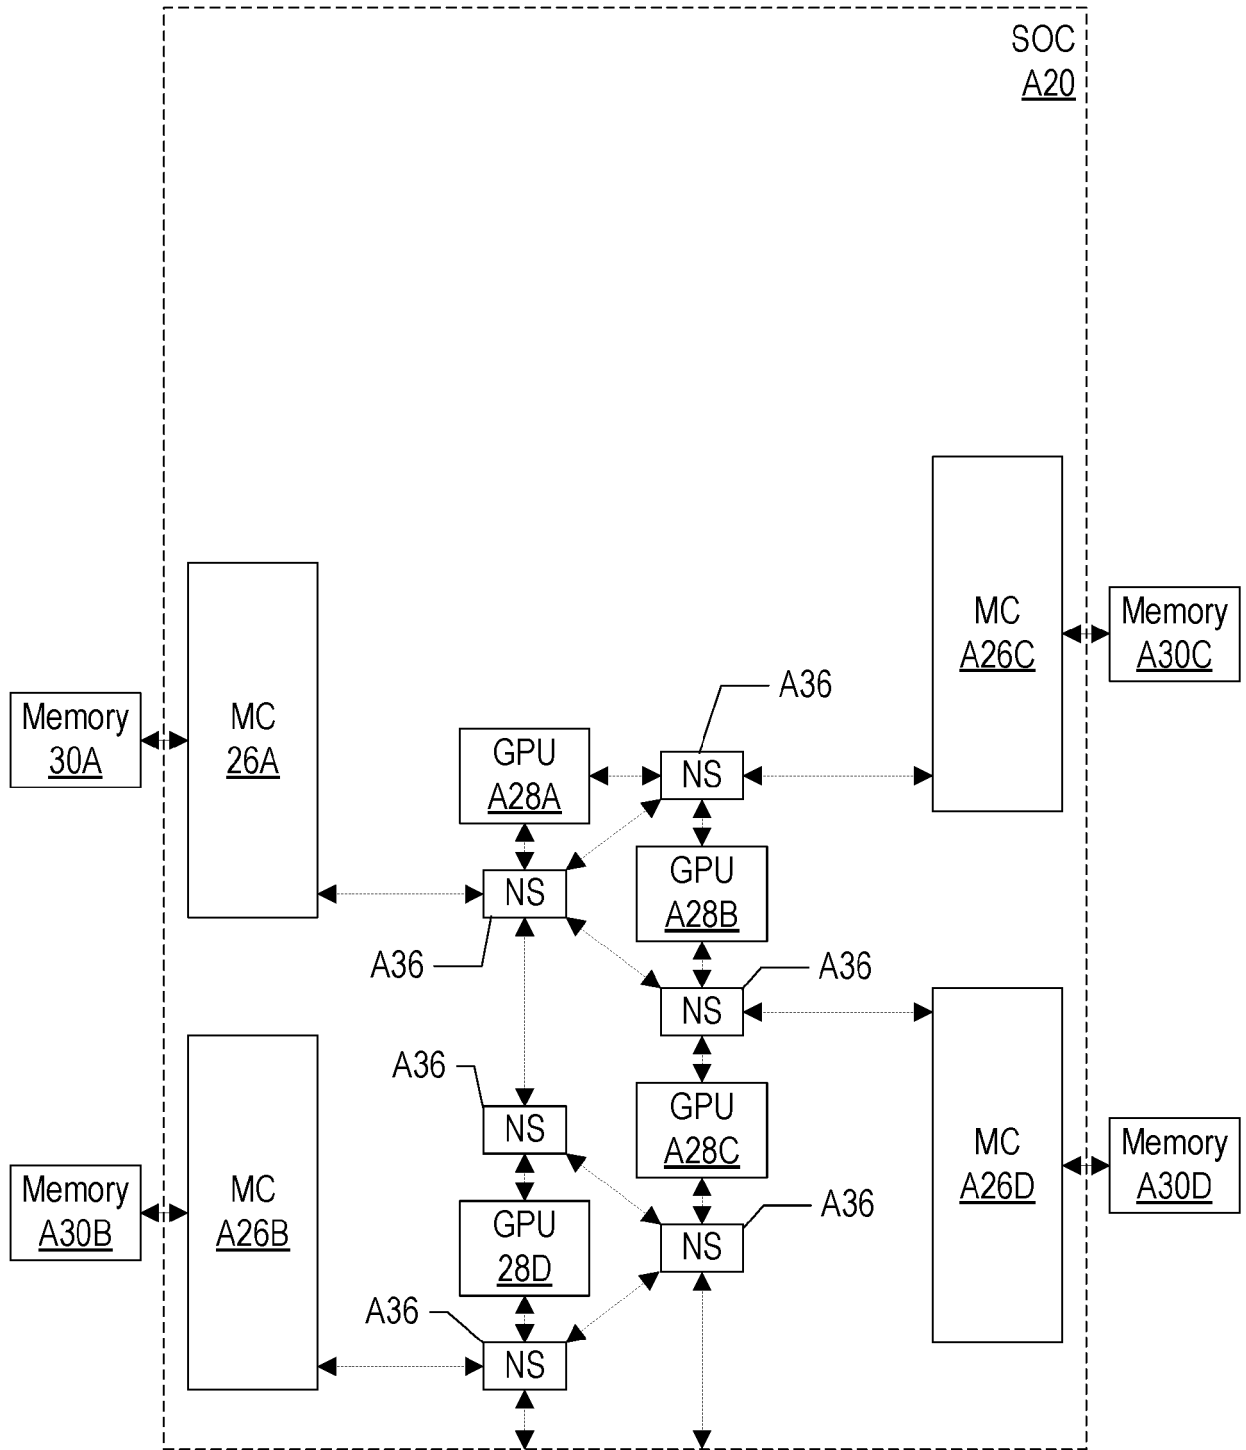 SOC
A20
MC
A26C
Memory
A30C
A36
Memory
30A
MC
26A
GPU
A28A
NS
GPU
A28B
NS
A36
A36
NS
A36
NS
GPU
A28C
MC
A26D
Memory
A30D
Memory
A30B
MC
A26B
GPU
28D
NS
A36
A36
NS